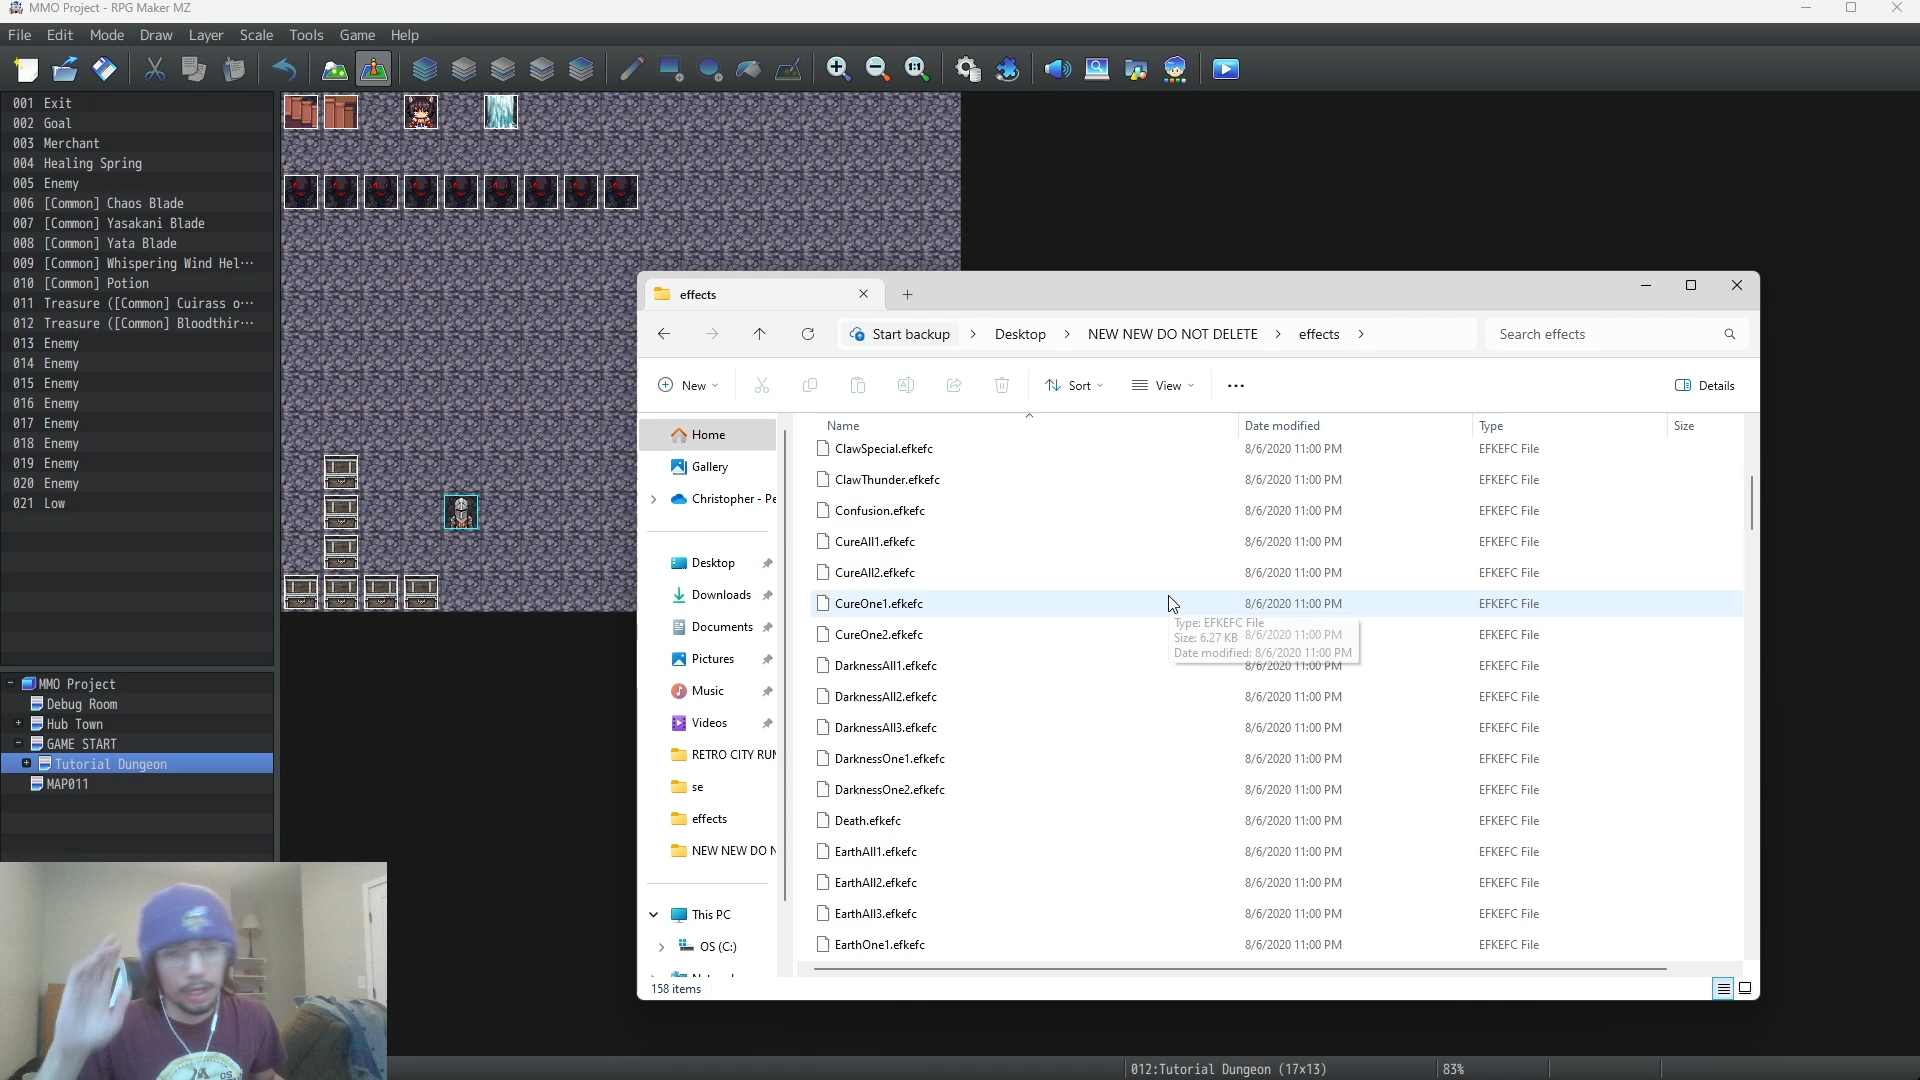 MMO Project - RPG Maker MZ
File Edit Mode Draw Layer Scale Tools Game Help
1:1
001 Exit
002 Goal
003 Merchant
004 Healing Spring
005 Enemy
006 [Common] Chaos Blade
007 [Common] Yasakani Blade
008 [Common] Yata Blade
009 [Common] Whispering Wind Hel…
010 [Common] Potion
011 Treasure ([Common] Cuirass o…
012 Treasure ([Common] Bloodthir…
013 Enemy
014 Enemy
015 Enemy
016 Enemy
017 Enemy
018 Enemy
019 Enemy
020 Enemy
021 Low
MMO Project
Debug Room
Hub Town
GAME START
Tutorial Dungeon
MAP011
effects
Start backup > Desktop > NEW NEW DO NOT DELETE > effects >
Search effects
New
Sort
View
Details
Home
Gallery
Christopher - Pe
Desktop
Downloads
Documents
Pictures
Music
Videos
RETRO CITY RUN
se
effects
NEW NEW DO N
This PC
OS (C:)
Name Date modified Type Size
ClawSpecial.efkefc 8/6/2020 11:00 PM EFKEFC File
ClawThunder.efkefc 8/6/2020 11:00 PM EFKEFC File
Confusion.efkefc 8/6/2020 11:00 PM EFKEFC File
CureAll1.efkefc 8/6/2020 11:00 PM EFKEFC File
CureAll2.efkefc 8/6/2020 11:00 PM EFKEFC File
CureOne1.efkefc 8/6/2020 11:00 PM EFKEFC File
CureOne2.efkefc 8/6/2020 11:00 PM EFKEFC File
DarknessAll1.efkefc 8/6/2020 11:00 PM EFKEFC File
DarknessAll2.efkefc 8/6/2020 11:00 PM EFKEFC File
DarknessAll3.efkefc 8/6/2020 11:00 PM EFKEFC File
DarknessOne1.efkefc 8/6/2020 11:00 PM EFKEFC File
DarknessOne2.efkefc 8/6/2020 11:00 PM EFKEFC File
Death.efkefc 8/6/2020 11:00 PM EFKEFC File
EarthAll1.efkefc 8/6/2020 11:00 PM EFKEFC File
EarthAll2.efkefc 8/6/2020 11:00 PM EFKEFC File
EarthAll3.efkefc 8/6/2020 11:00 PM EFKEFC File
EarthOne1.efkefc 8/6/2020 11:00 PM EFKEFC File
Type: EFKEFC File
Size: 6.27 KB
Date modified: 8/6/2020 11:00 PM
158 items
012:Tutorial Dungeon (17x13)
83%